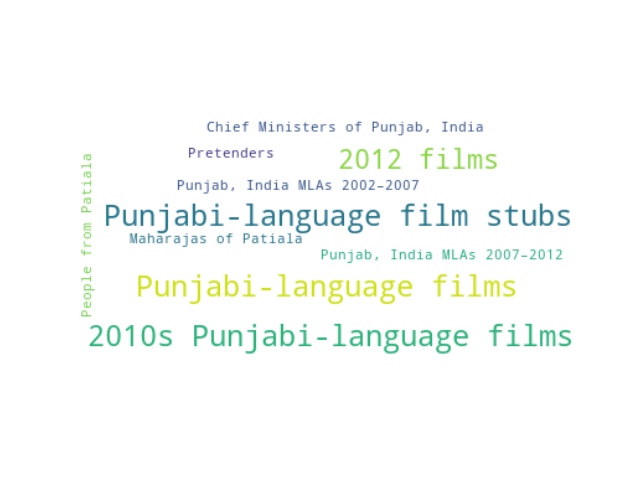 Chief Ministers of Punjab, India
Pretenders
2012 films
Punjab, India MLAs 2002–2007
People from Patiala
Punjabi-language film stubs
Maharajas of Patiala
Punjab, India MLAs 2007–2012
Punjabi-language films
2010s Punjabi-language films